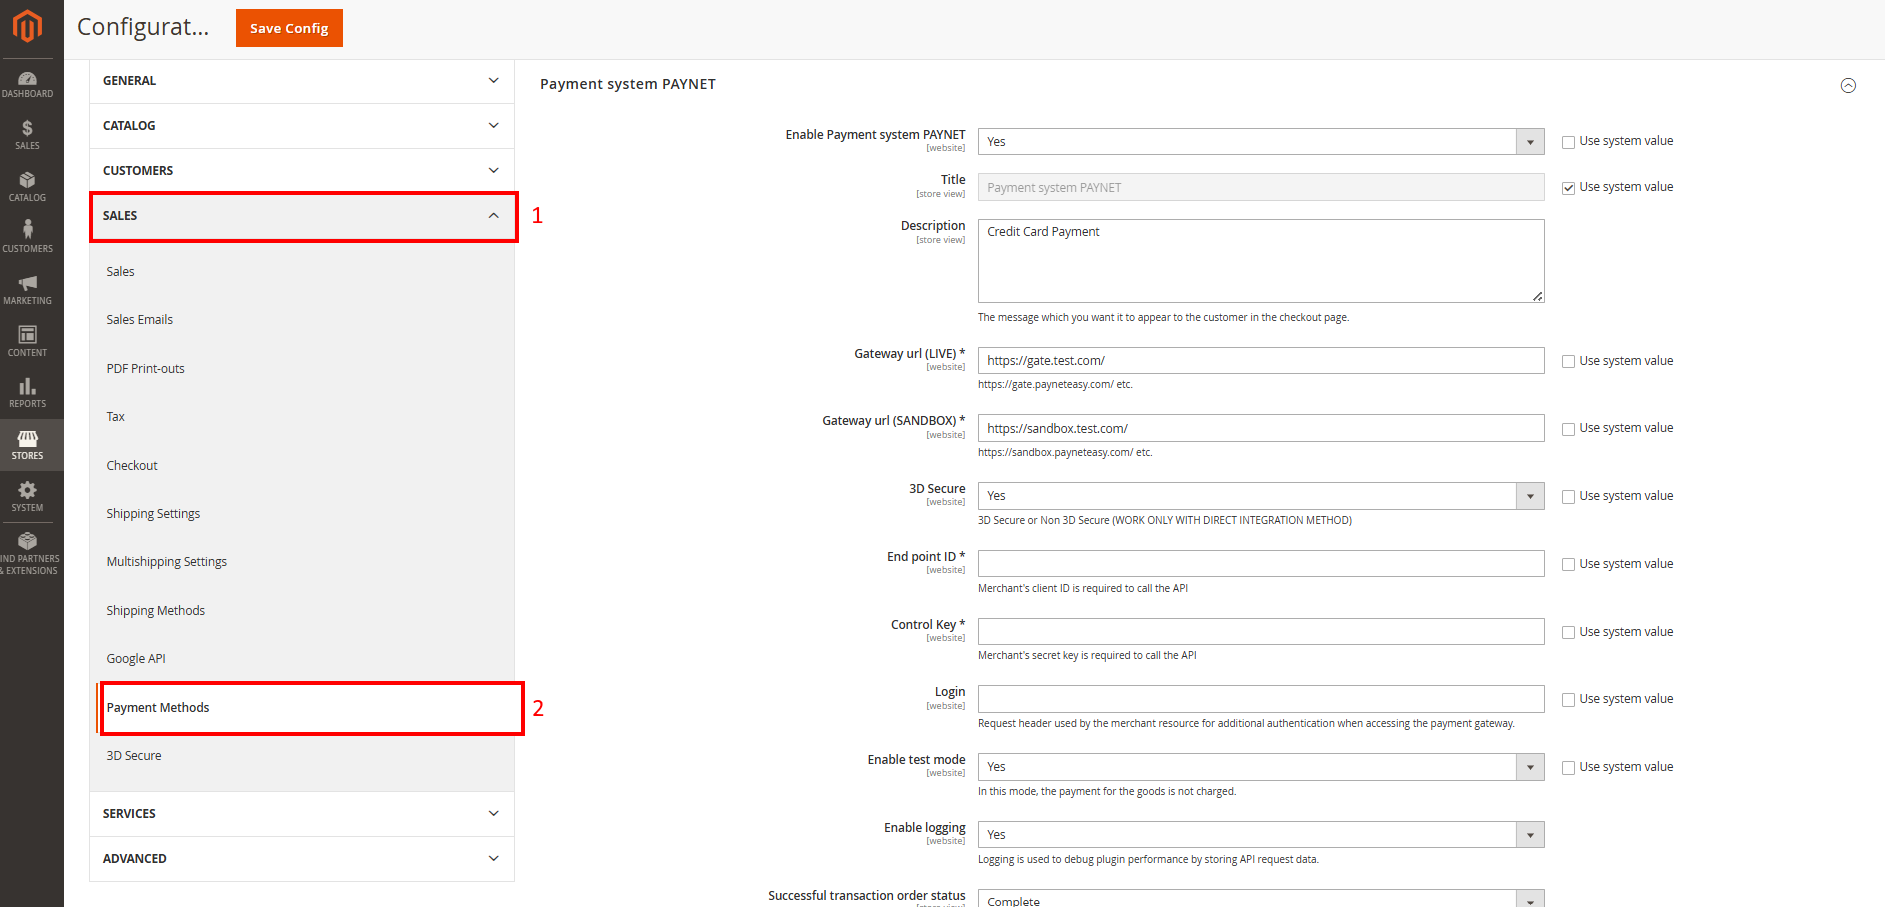 Configurat...
Save Config
DASHBOARD
SALES
CATALOG
CUSTOMERS
MARKETING
CONTENT
REPORTS
STORES
SYSTEM
IND PARTNERS
& EXTENSIONS
GENERAL
CATALOG
CUSTOMERS
SALES
1
Sales
Sales Emails
PDF Print-outs
Tax
Checkout
Shipping Settings
Multishipping Settings
Shipping Methods
Google API
Payment Methods
2
3D Secure
SERVICES
ADVANCED
Payment system PAYNET
Enable Payment system PAYNET
[website]
Yes
Use system value
Title
[store view]
Payment system PAYNET
Use system value
Description
[store view]
Credit Card Payment
The message which you want it to appear to the customer in the checkout page.
Gateway url (LIVE) *
[website]
https://gate.test.com/
Use system value
https://gate.payneteasy.com/ etc.
Gateway url (SANDBOX) *
[website]
https://sandbox.test.com/
Use system value
https://sandbox.payneteasy.com/ etc.
3D Secure
[website]
Yes
Use system value
3D Secure or Non 3D Secure (WORK ONLY WITH DIRECT INTEGRATION METHOD)
End point ID *
[website]
Use system value
Merchant's client ID is required to call the API
Control Key *
[website]
Use system value
Merchant's secret key is required to call the API
Login
[website]
Use system value
Request header used by the merchant resource for additional authentication when accessing the payment gateway.
Enable test mode
[website]
Yes
Use system value
In this mode, the payment for the goods is not charged.
Enable logging
[website]
Yes
Logging is used to debug plugin performance by storing API request data.
Successful transaction order status
Complete